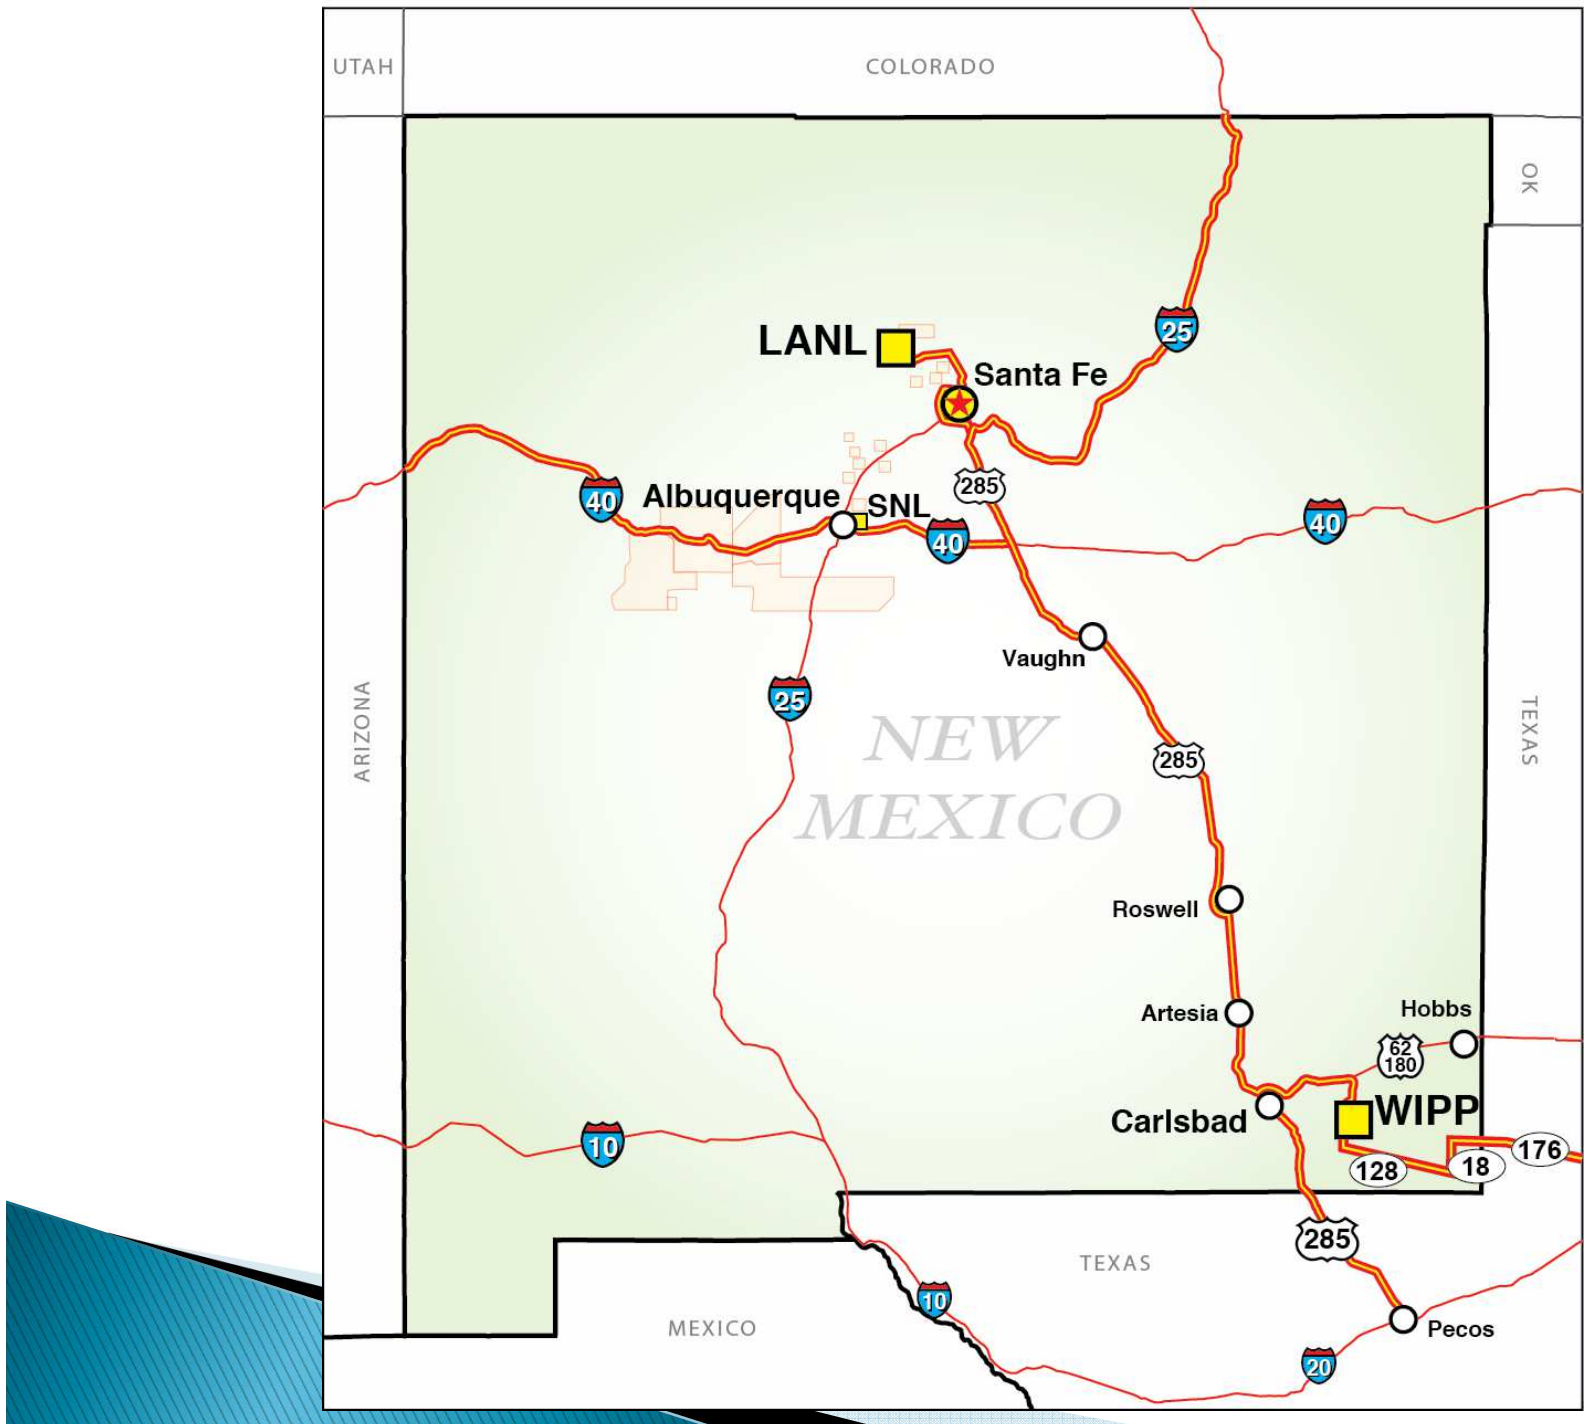 UTAH
COLORADO
OK
25
LANL
Santa Fe
285
40
Albuquerque
SNL
40
40
Vaughn
ARIZONA
25
NEW
MEXICO
TEXAS
285
Roswell
Artesia
Hobbs
62
180
Carlsbad
WIPP
10
128
18
176
285
TEXAS
10
MEXICO
Pecos
20